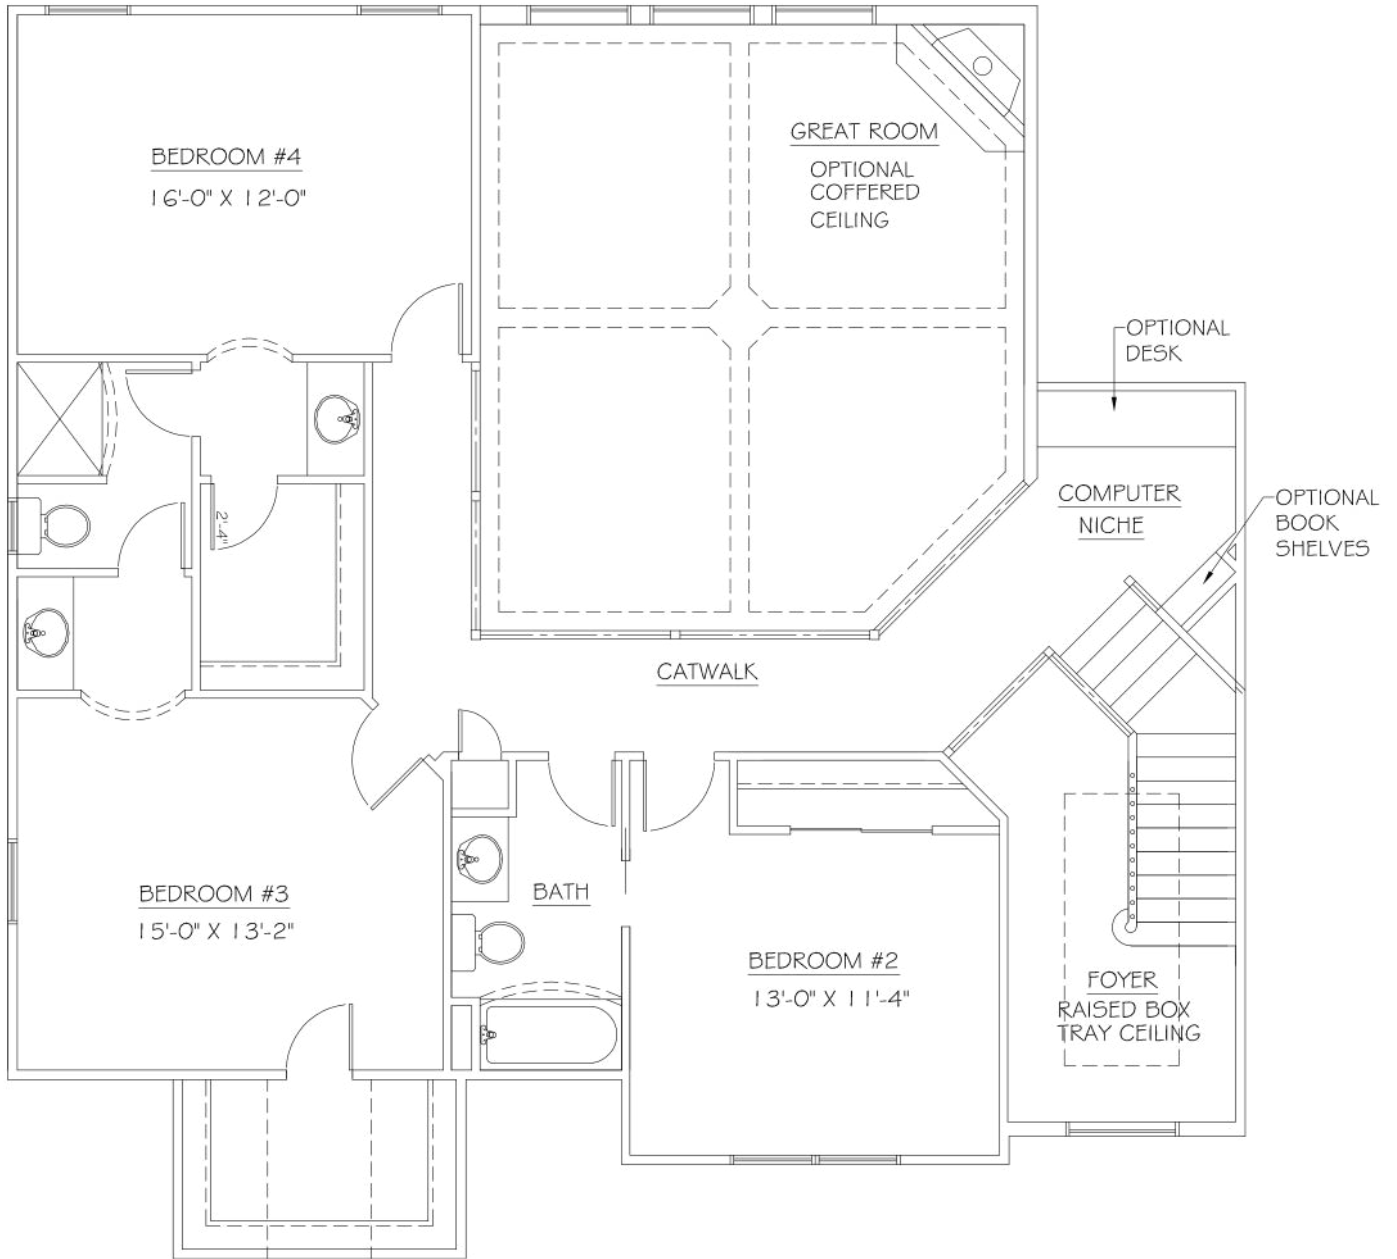 GREAT ROOM
OPTIONAL
COFFERED
CEILING
BEDROOM #4
16'-0" X 12'-0"
OPTIONAL
DESK
COMPUTER
NICHE
OPTIONAL
BOOK
SHELVES
2'-4"
CATWALK
BEDROOM #3
15'-0" X 13'-2"
BATH
BEDROOM #2
13'-0" X 11'-4"
FOYER
RAISED BOX
TRAY CEILING